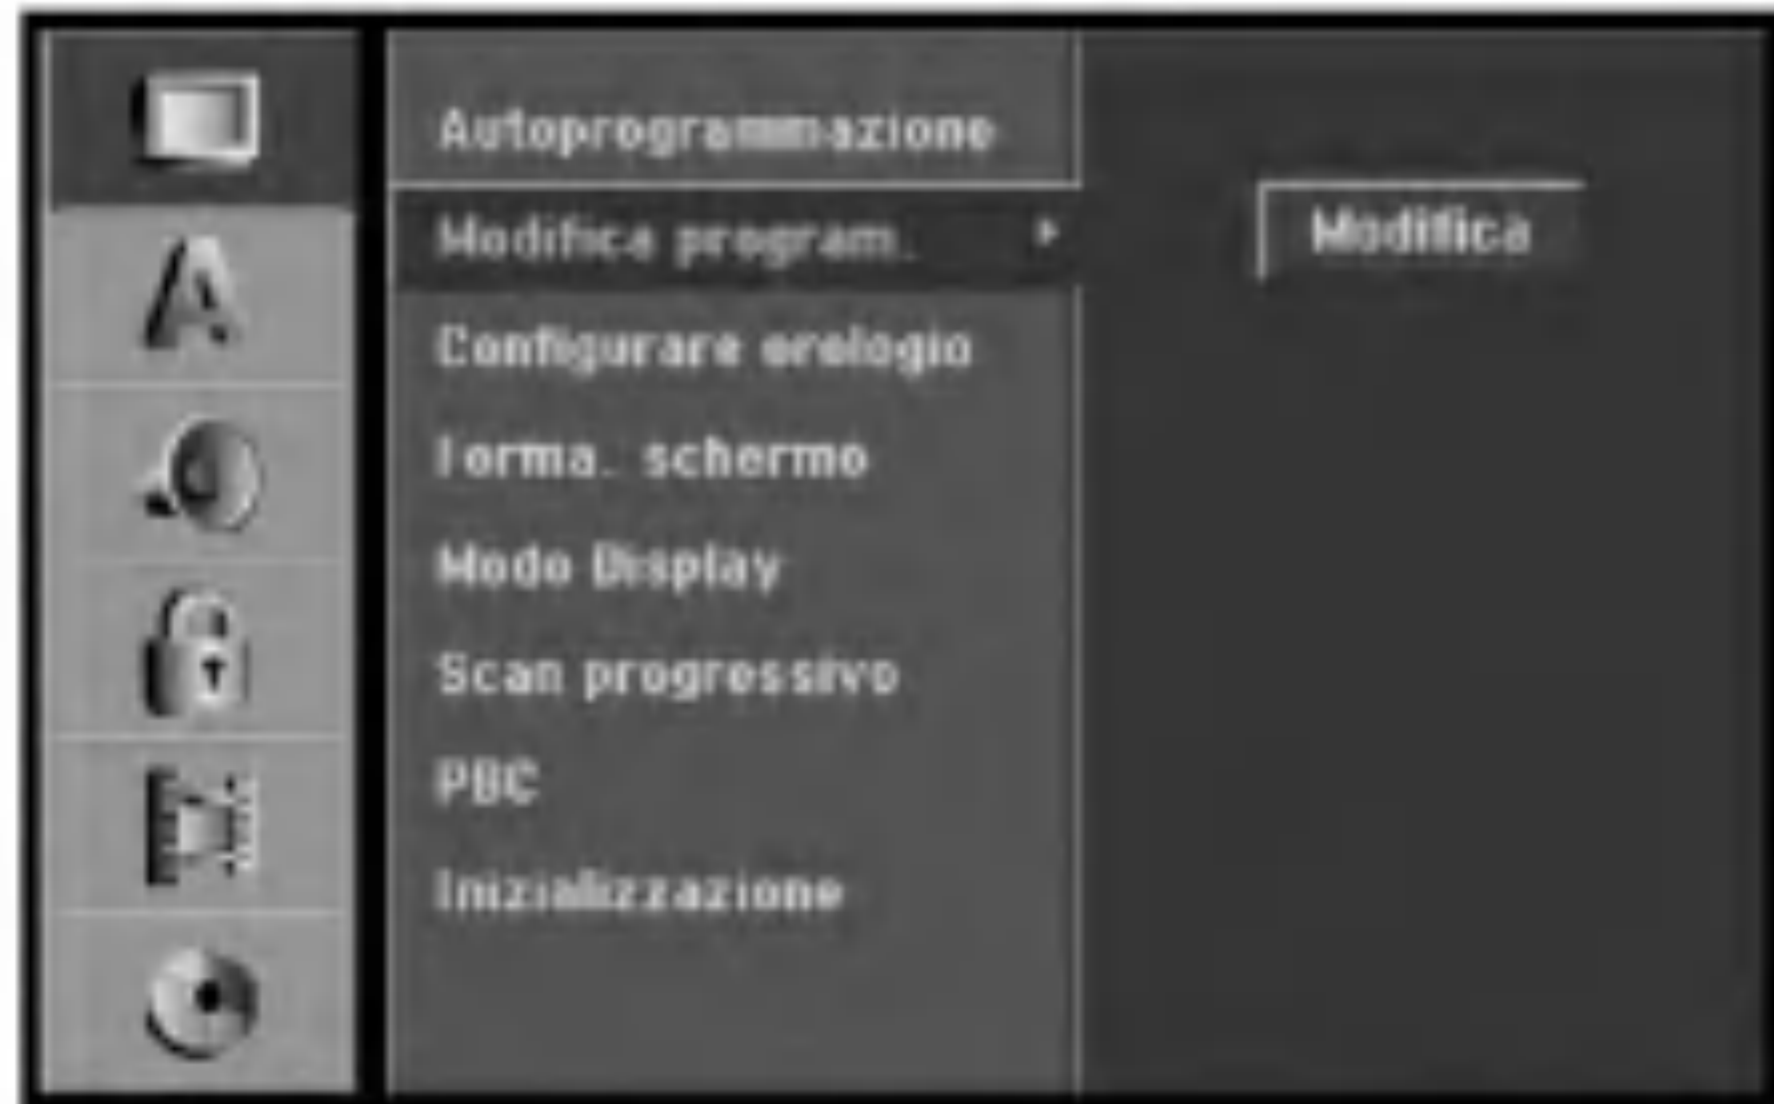 Autoprogrammazione
Modifica program.
Modifica
Configurare orologio
Forma. schermo
Modo Display
Scan progressivo
PBC
Inizializzazione